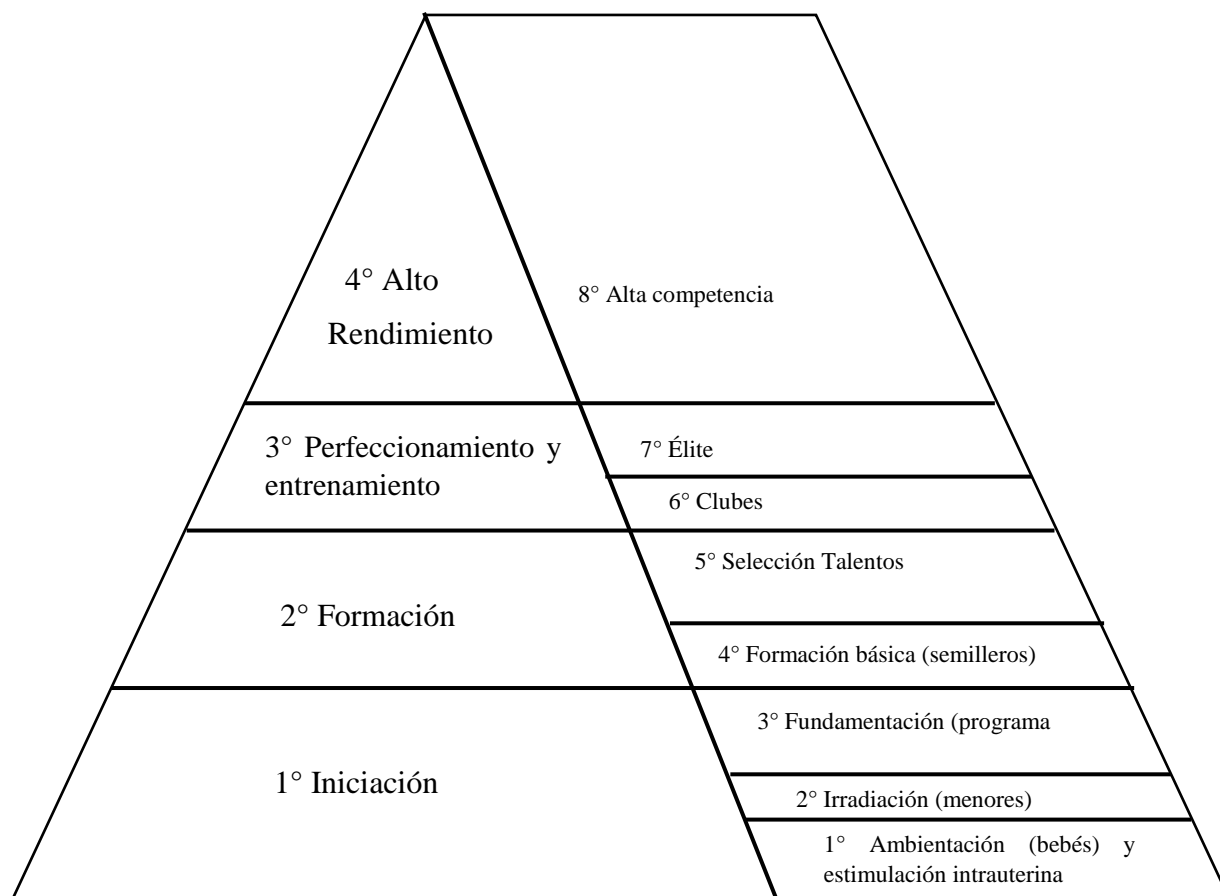 4° Alto
Rendimiento
8° Alta competencia
3° Perfeccionamiento y
entrenamiento
7° Élite
6° Clubes
5° Selección Talentos
2° Formación
4° Formación básica (semilleros)
3° Fundamentación (programa
1° Iniciación
2° Irradiación (menores)
1° Ambientación (bebés) y
estimulación intrauterina